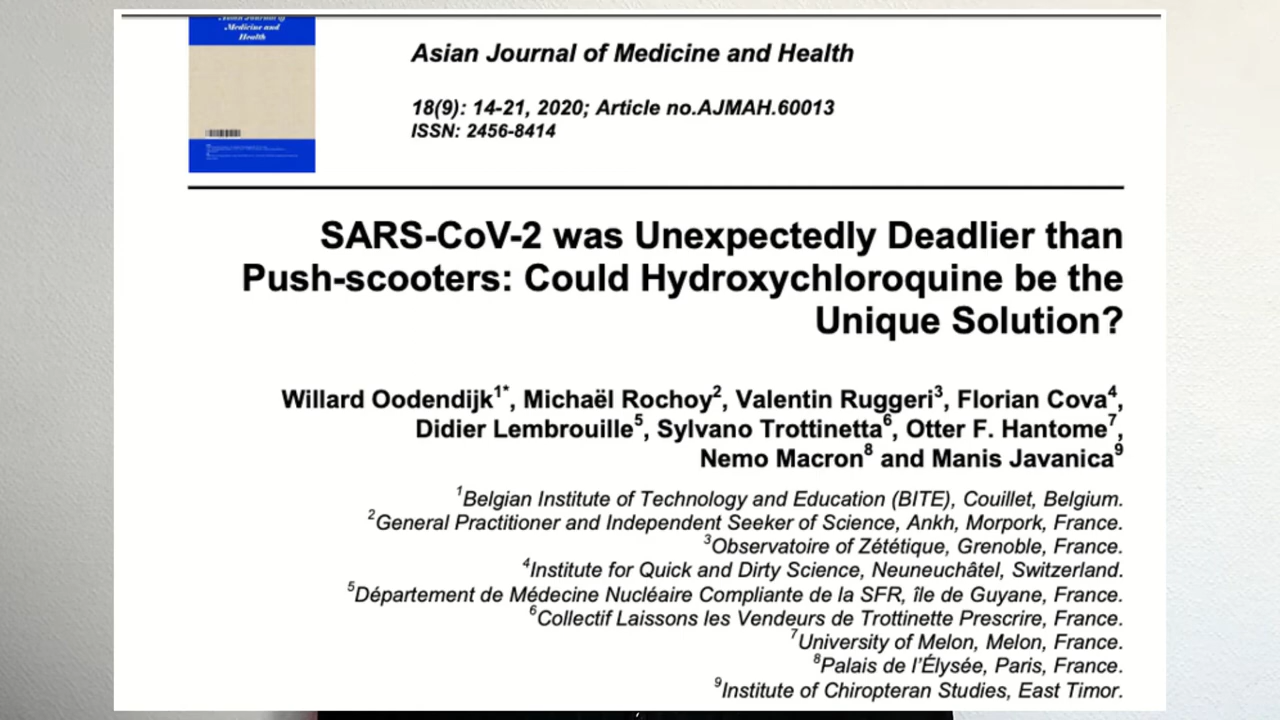 Medicine and
Health
Asian Journal of Medicine and Health
18(9): 14-21, 2020; Article no.AJMAH.60013
ISSN: 2456-8414
SARS-CoV-2 was Unexpectedly Deadlier than
Push-scooters: Could Hydroxychloroquine be the
Unique Solution?
Willard Oodendijk1*, Michaël Rochoy2, Valentin Ruggeri3, Florian Cova4,
Didier Lembrouille5, Sylvano Trottinetta6, Otter F. Hantome7,
Nemo Macron8 and Manis Javanica9
1Belgian Institute of Technology and Education (BITE), Couillet, Belgium.
2General Practitioner and Independent Seeker of Science, Ankh, Morpork, France.
3Observatoire of Zététique, Grenoble, France.
4Institute for Quick and Dirty Science, Neuneuchâtel, Switzerland.
5Département de Médecine Nucléaire Compliante de la SFR, île de Guyane, France.
6Collectif Laissons les Vendeurs de Trottinette Prescrire, France.
7University of Melon, Melon, France.
8Palais de l'Élysée, Paris, France.
9Institute of Chiropteran Studies, East Timor.